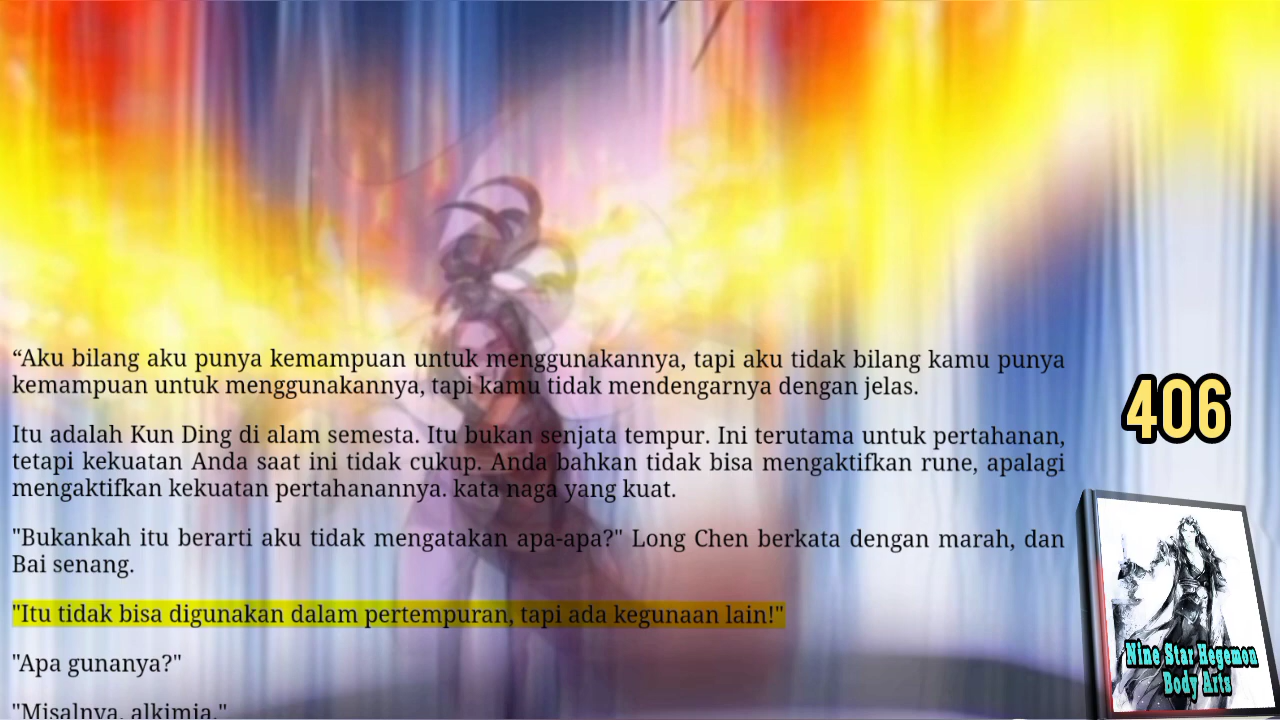 “Aku bilang aku punya kemampuan untuk menggunakannya, tapi aku tidak bilang kamu punya
kemampuan untuk menggunakannya, tapi kamu tidak mendengarnya dengan jelas.
Itu adalah Kun Ding di alam semesta. Itu bukan senjata tempur. Ini terutama untuk pertahanan,
tetapi kekuatan Anda saat ini tidak cukup. Anda bahkan tidak bisa mengaktifkan rune, apalagi
mengaktifkan kekuatan pertahanannya. kata naga yang kuat.
"Bukankah itu berarti aku tidak mengatakan apa-apa?" Long Chen berkata dengan marah, dan
Bai senang.
"Itu tidak bisa digunakan dalam pertempuran, tapi ada kegunaan lain!"
"Apa gunanya?"
"Misalnya, alkimia."
406
Nine Star Hegemon
Body Arts